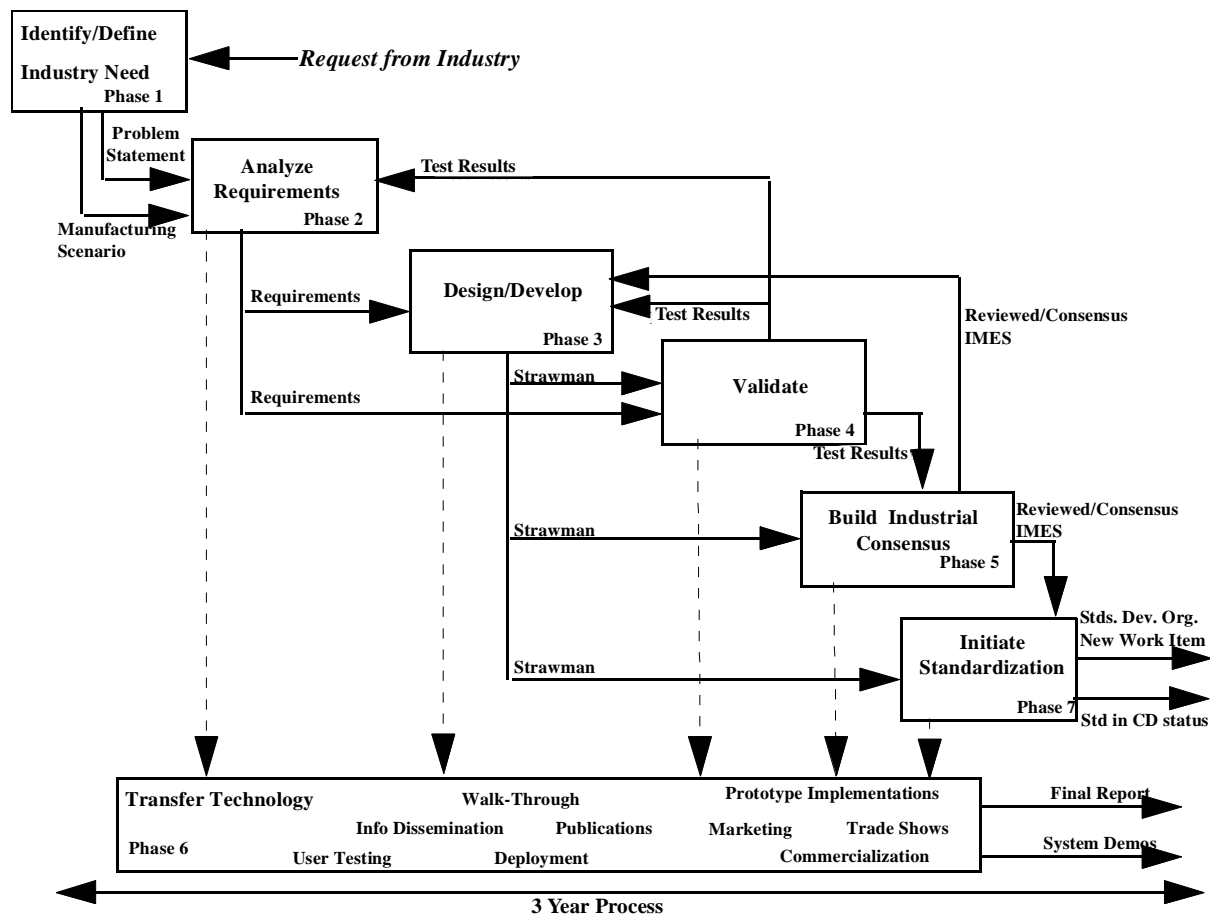 Identify/Define
Industry Need
Phase 1
Request from Industry
Problem
Statement
Manufacturing
Scenario
Analyze
Requirements
Phase 2
Test Results
Requirements
Design/Develop
Phase 3
Test Results
Reviewed/Consensus
IMES
Strawman
Requirements
Validate
Phase 4
Test Results
Strawman
Build Industrial
Consensus
Phase 5
Reviewed/Consensus
IMES
Strawman
Initiate
Standardization
Phase 7
Stds. Dev. Org.
New Work Item
Std in CD status
Transfer Technology
Walk-Through
Prototype Implementations
Info Dissemination
Publications
Marketing
Trade Shows
Phase 6
User Testing
Deployment
Commercialization
Final Report
System Demos
3 Year Process